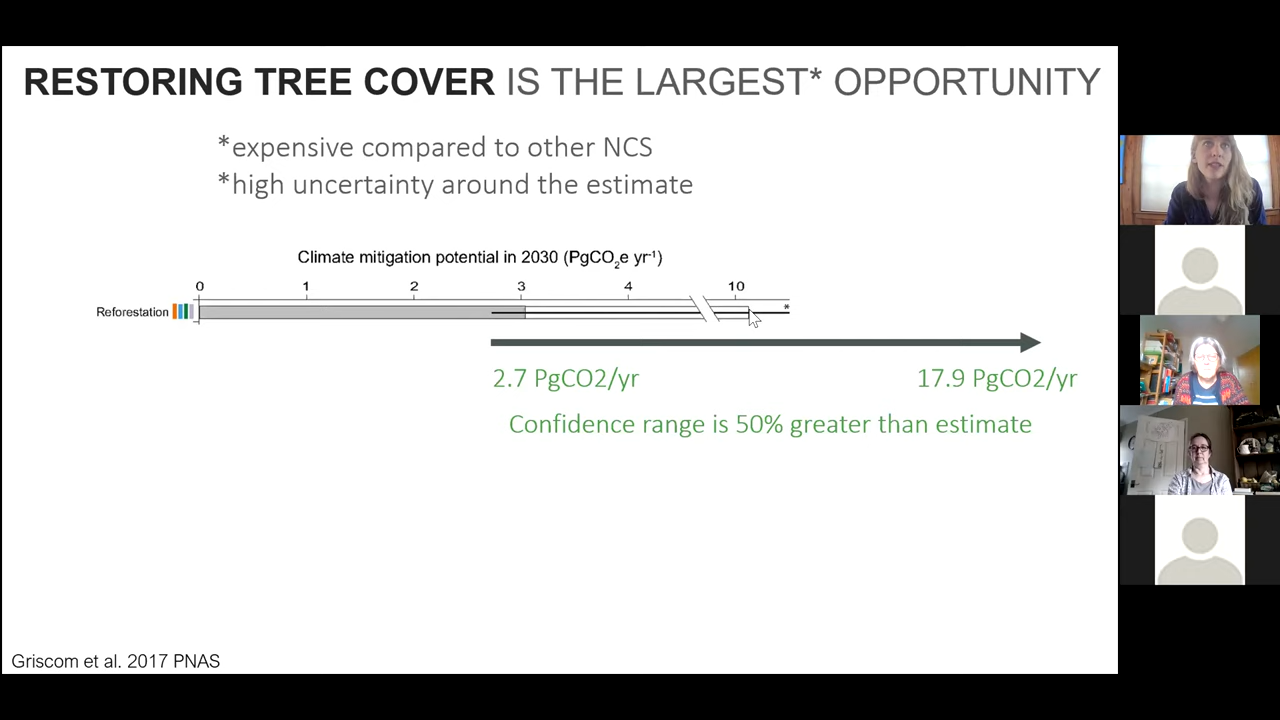 RESTORING TREE COVER IS THE LARGEST* OPPORTUNITY
*expensive compared to other NCS
*high uncertainty around the estimate
Climate mitigation potential in 2030 (PgCO2e yr-1)
0 1 2 3 4 10
Reforestation *
2.7 PgCO2/yr 17.9 PgCO2/yr
Confidence range is 50% greater than estimate
Griscom et al. 2017 PNAS